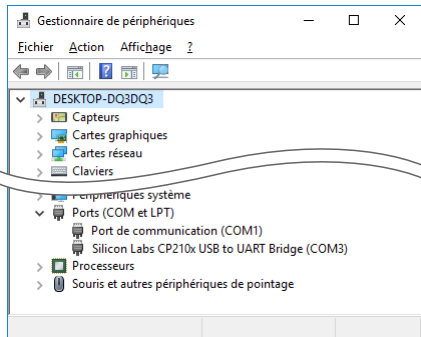 Gestionnaire de périphériques
Fichier Action Affichage ?
DESKTOP-DQ3DQ3
Capteurs
Cartes graphiques
Cartes réseau
Claviers
Périphériques système
Ports (COM et LPT)
Port de communication (COM1)
Silicon Labs CP210x USB to UART Bridge (COM3)
Processeurs
Souris et autres périphériques de pointage